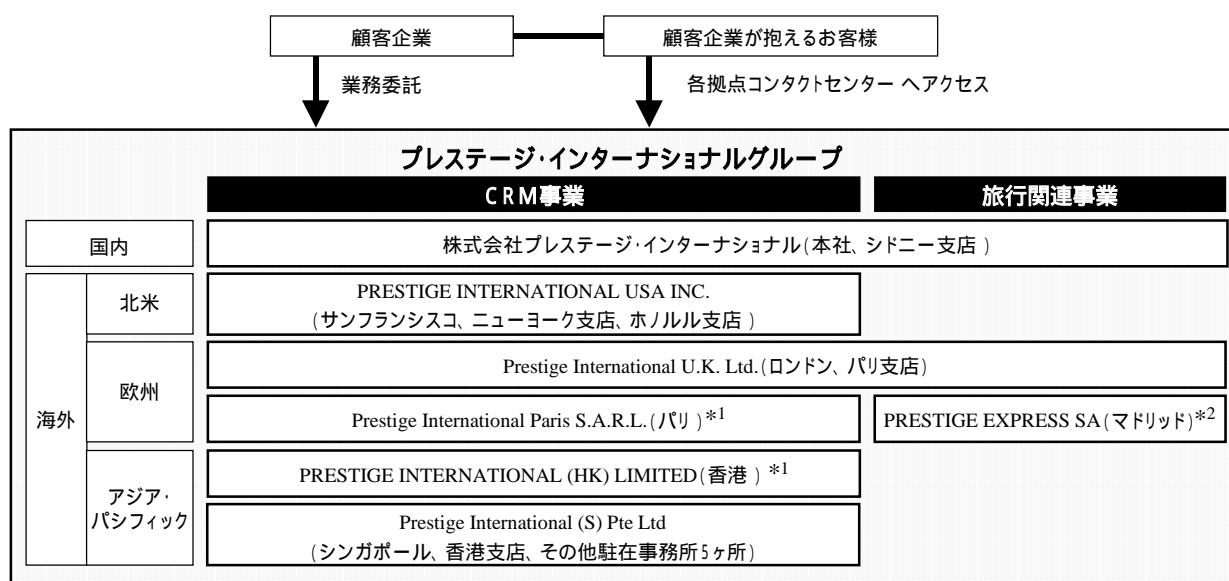 顧客企業
顧客企業が抱えるお客様
業務委託
各拠点コンタクトセンター へアクセス
プレステージ・インターナショナルグループ
CRM事業
旅行関連事業
国内
株式会社プレステージ・インターナショナル(本社、シドニー支店 )
海外
北米
PRESTIGE INTERNATIONAL USA INC.
(サンフランシスコ、ニューヨーク支店、ホノルル支店 )
欧州
Prestige International U.K. Ltd.(ロンドン、パリ支店)
Prestige International Paris S.A.R.L.(パリ )*1
PRESTIGE EXPRESS SA(マドリッド)*2
アジア・
パシフィック
PRESTIGE INTERNATIONAL (HK) LIMITED(香港 ) *1
Prestige International (S) Pte Ltd
(シンガポール、香港支店、その他駐在事務所5ヶ所)